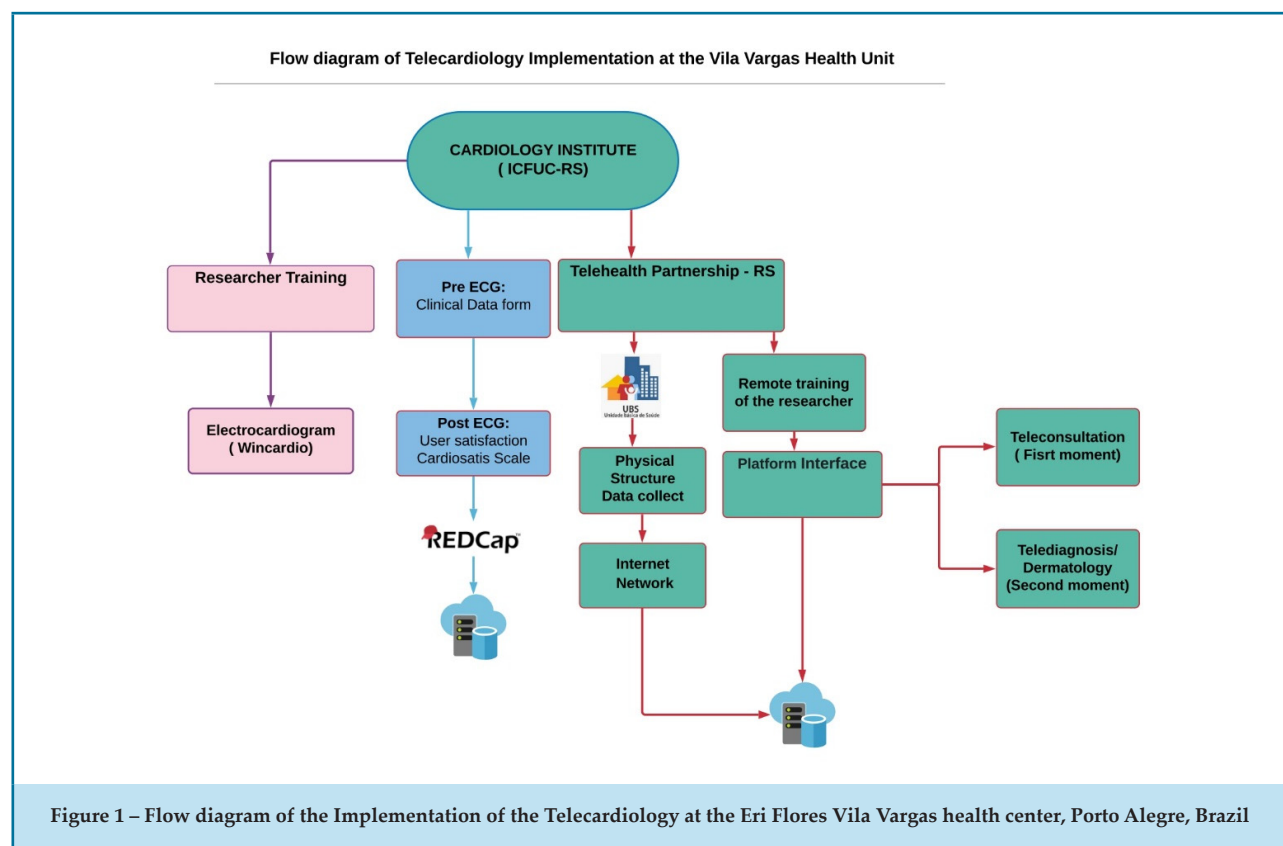 Flow diagram of Telecardiology Implementation at the Vila Vargas Health Unit
CARDIOLOGY INSTITUTE
( ICFUC-RS)
Researcher Training
Electrocardiogram
( Wincardio)
Pre ECG:
Clinical Data form
Post ECG:
User satisfaction
Cardiosatis Scale
REDCap
Telehealth Partnership - RS
UBS
Unidade Básica de Saúde
Physical
Structure
Data collect
Internet
Network
Remote training
of the researcher
Platform Interface
Teleconsultation
( Fisrt moment)
Telediagnosis/
Dermatology
(Second moment)
Figure 1 – Flow diagram of the Implementation of the Telecardiology at the Eri Flores Vila Vargas health center, Porto Alegre, Brazil